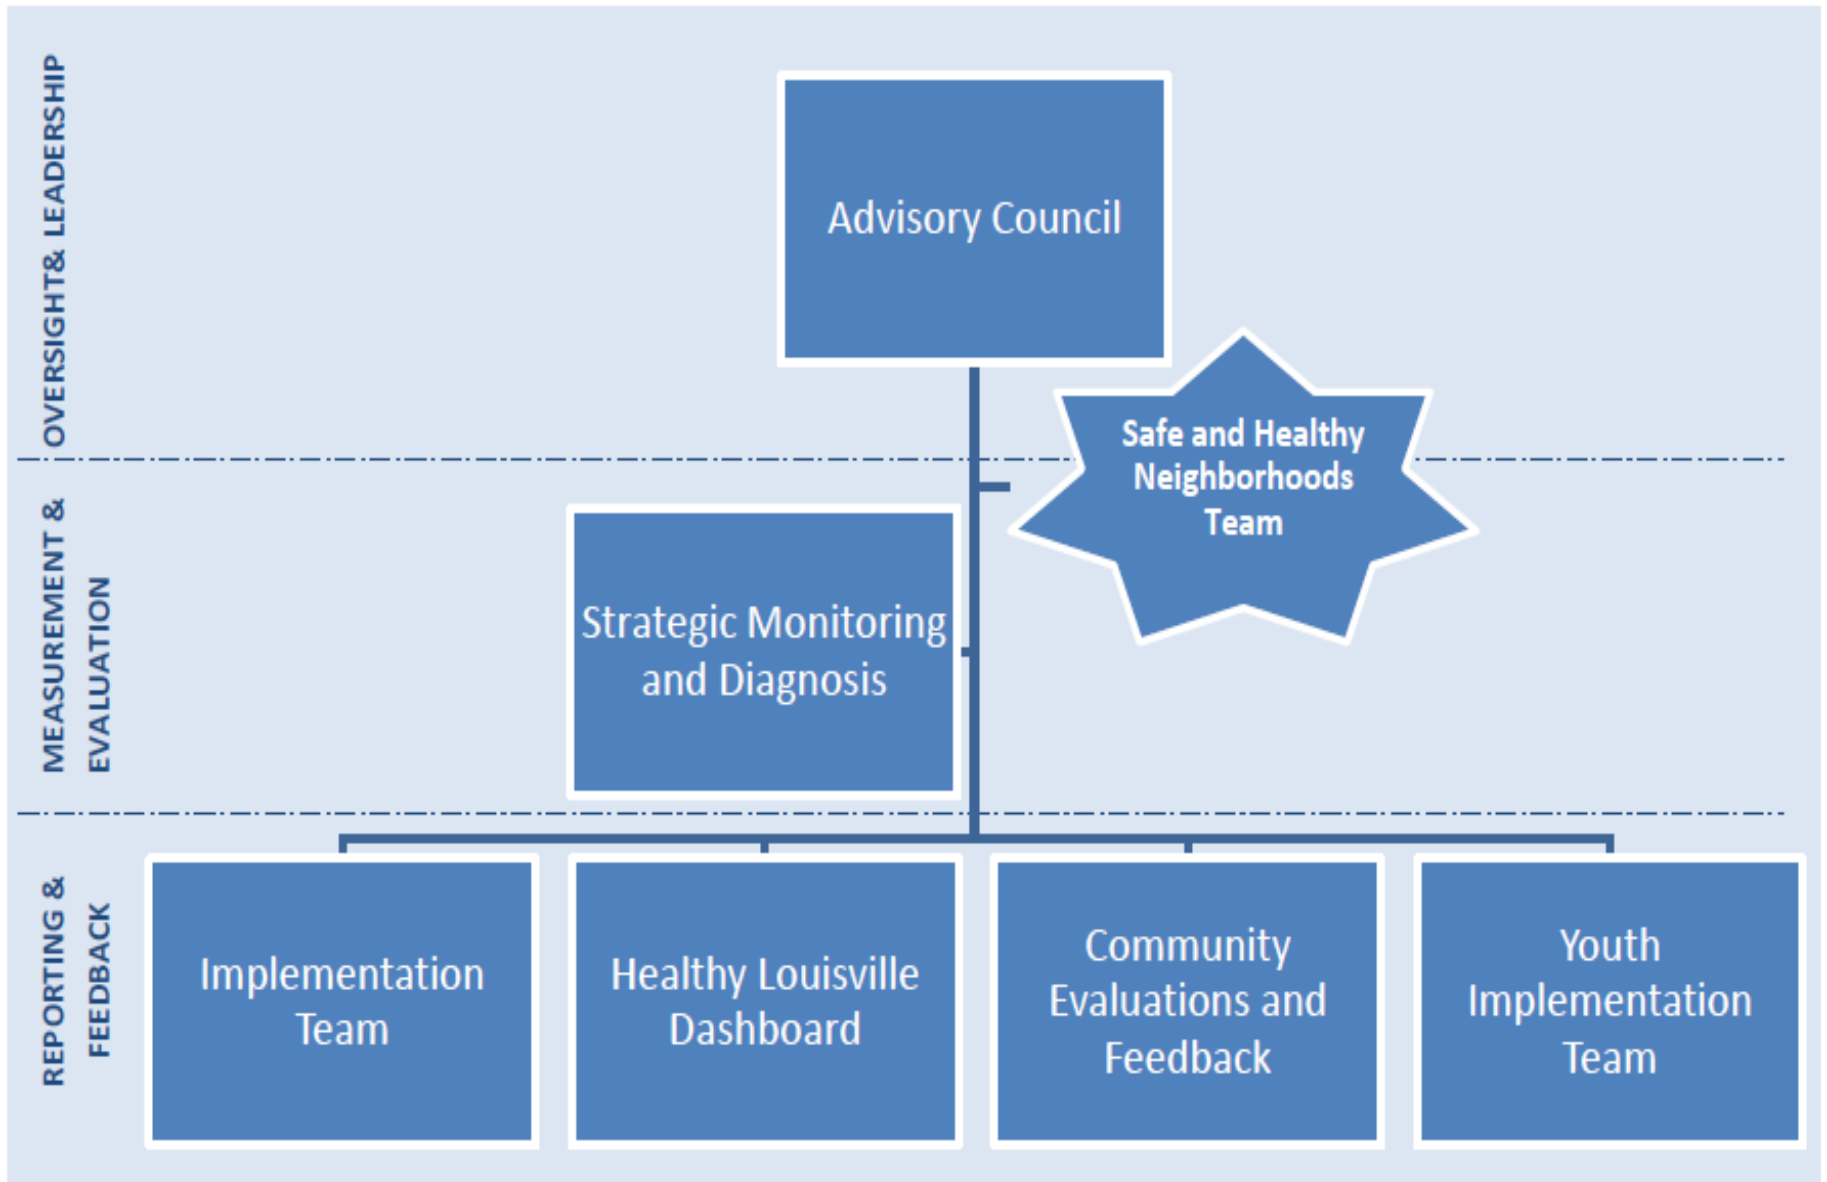 OVERSIGHT& LEADERSHIP
Advisory Council
Safe and Healthy
Neighborhoods
Team
MEASUREMENT &
EVALUATION
Strategic Monitoring
and Diagnosis
REPORTING &
FEEDBACK
Implementation
Team
Healthy Louisville
Dashboard
Community
Evaluations and
Feedback
Youth
Implementation
Team